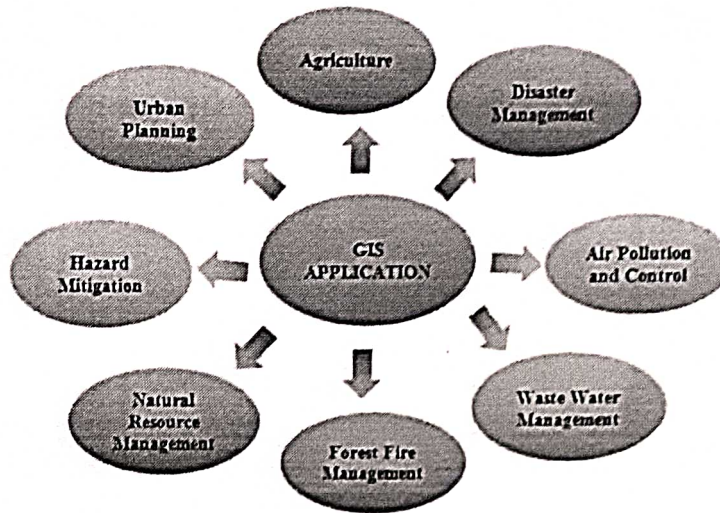 Agriculture
Disaster
Management
Urban
Planning
GIS
APPLICATION
Air Pollution
and Control
Hazard
Mitigation
Waste Water
Management
Natural
Resource
Management
Forest Fire
Management